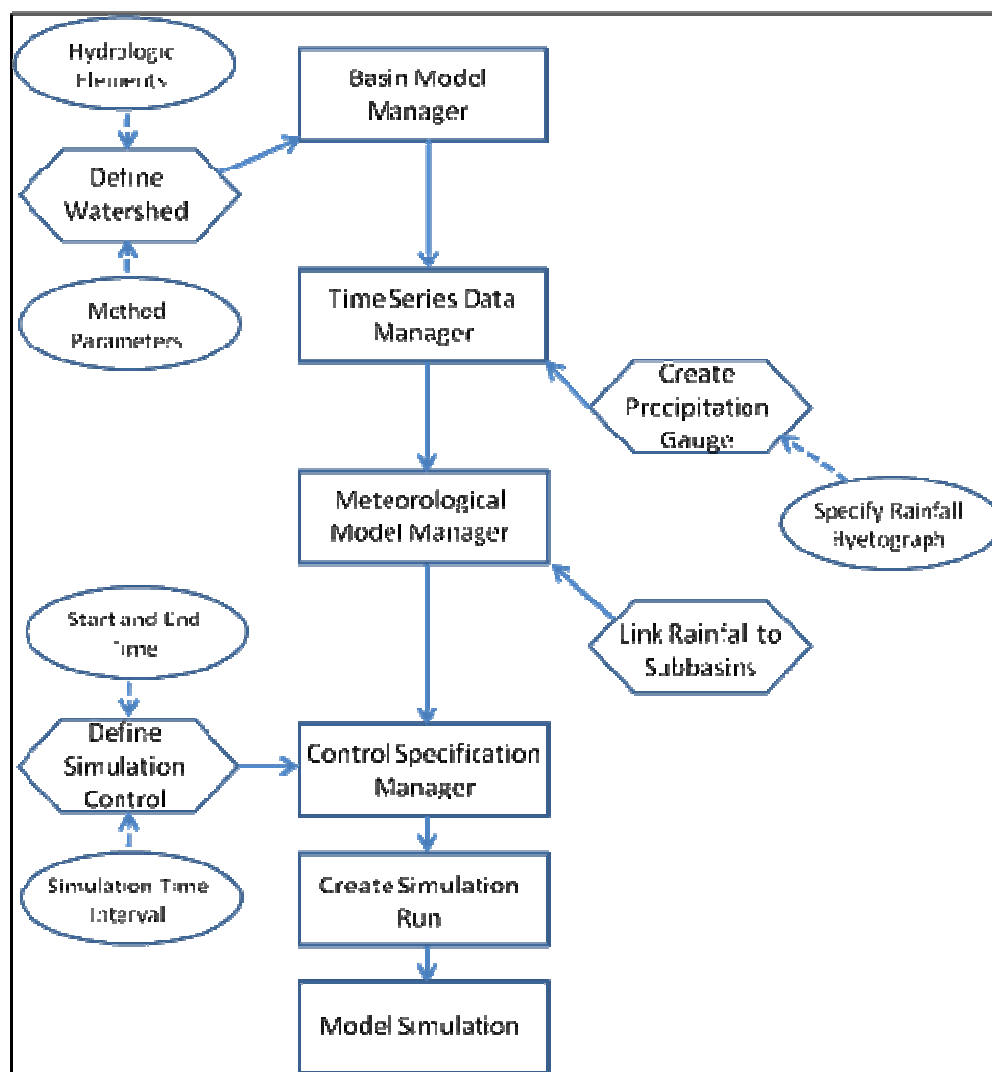 Hydrologic
Elements
Basin Model
Manager
Define
Watershed
Method
Parameters
Time Series Data
Manager
Create
Precipitation
Gauge
Specify Rainfall
Hyetograph
Meteorological
Model Manager
Link Rainfall to
Subbasins
Start and End
Time
Define
Simulation
Control
Control Specification
Manager
Simulation Time
Interval
Create Simulation
Run
Model Simulation